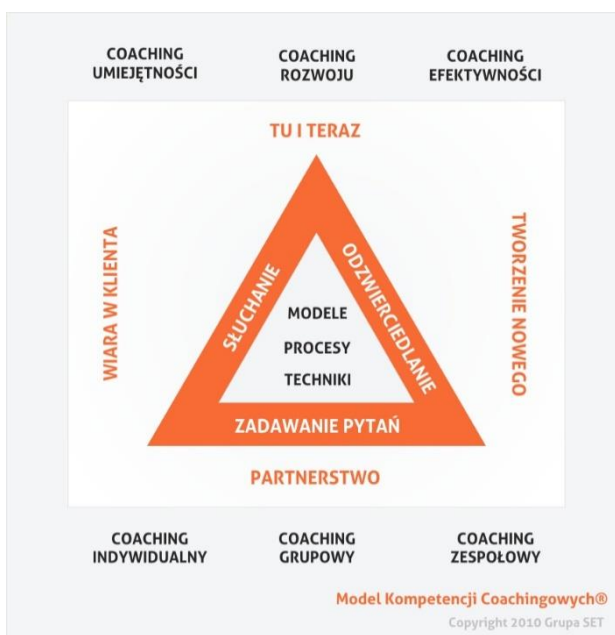 COACHING
UMIEJĘTNOŚCI
COACHING
ROZWOJU
COACHING
EFEKTYWNOŚCI
TU I TERAZ
WIARA W KLIENTA
SŁUCHANIE
ODZWIERCIEDLANIE
TWORZENIE NOWEGO
MODELE
PROCESY
TECHNIKI
ZADAWANIE PYTAŃ
PARTNERSTWO
COACHING
INDYWIDUALNY
COACHING
GRUPOWY
COACHING
ZESPOŁOWY
Model Kompetencji Coachingowych®
Copyright 2010 Grupa SET